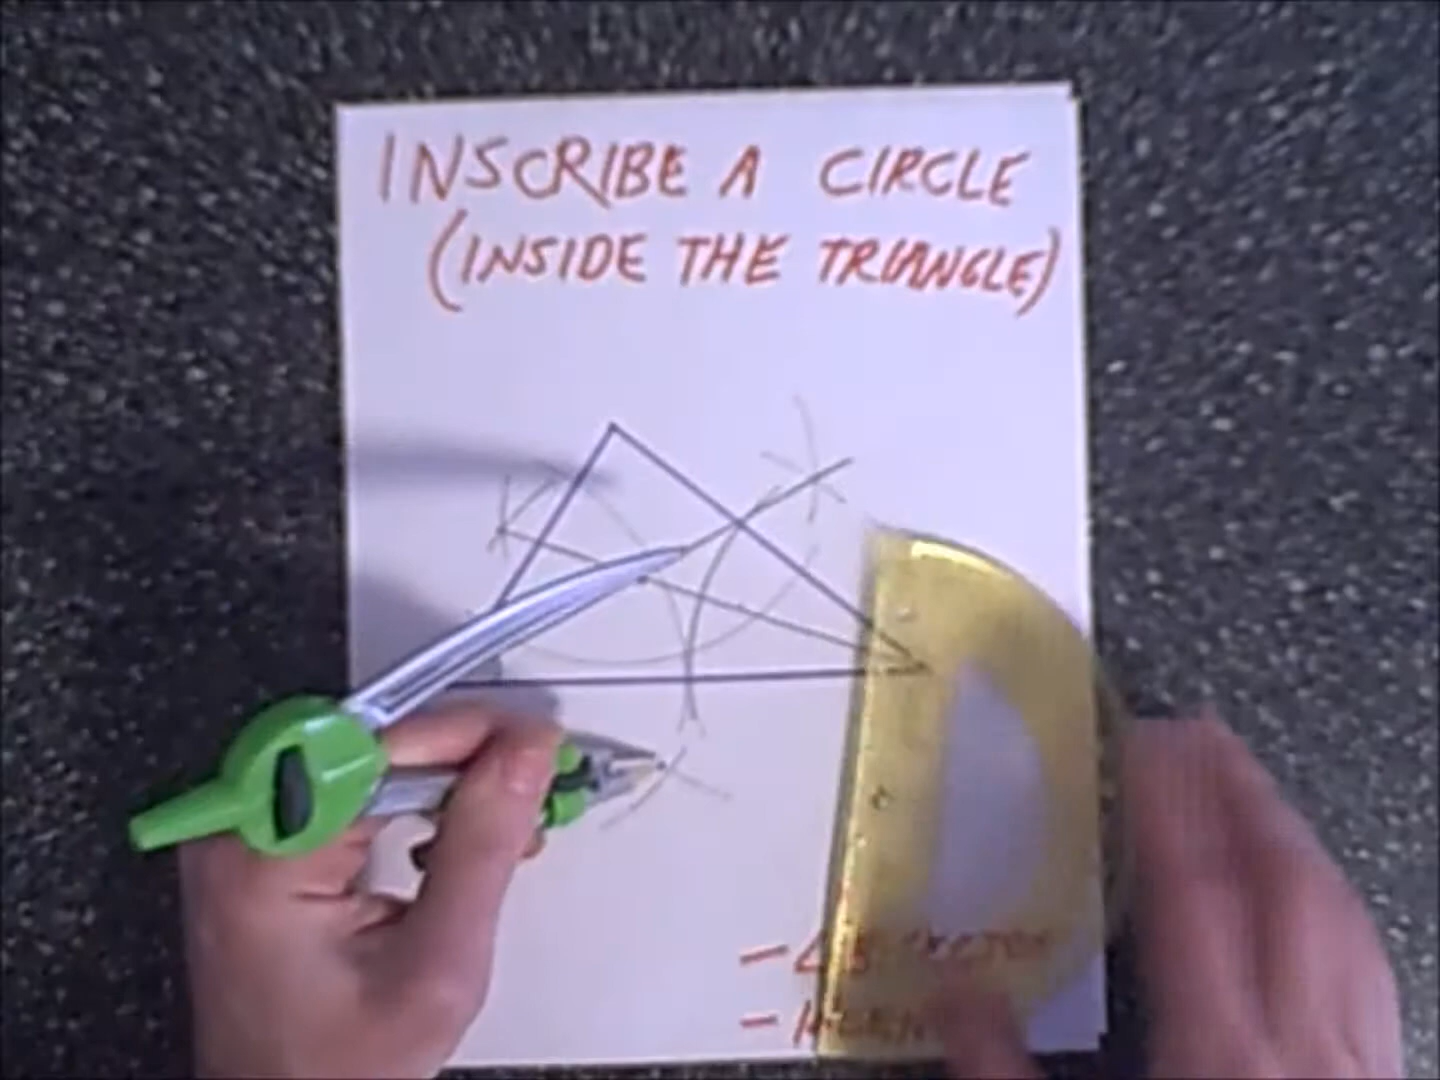 INSCRIBE A CIRCLE
(INSIDE THE TRIANGLE)
-
-